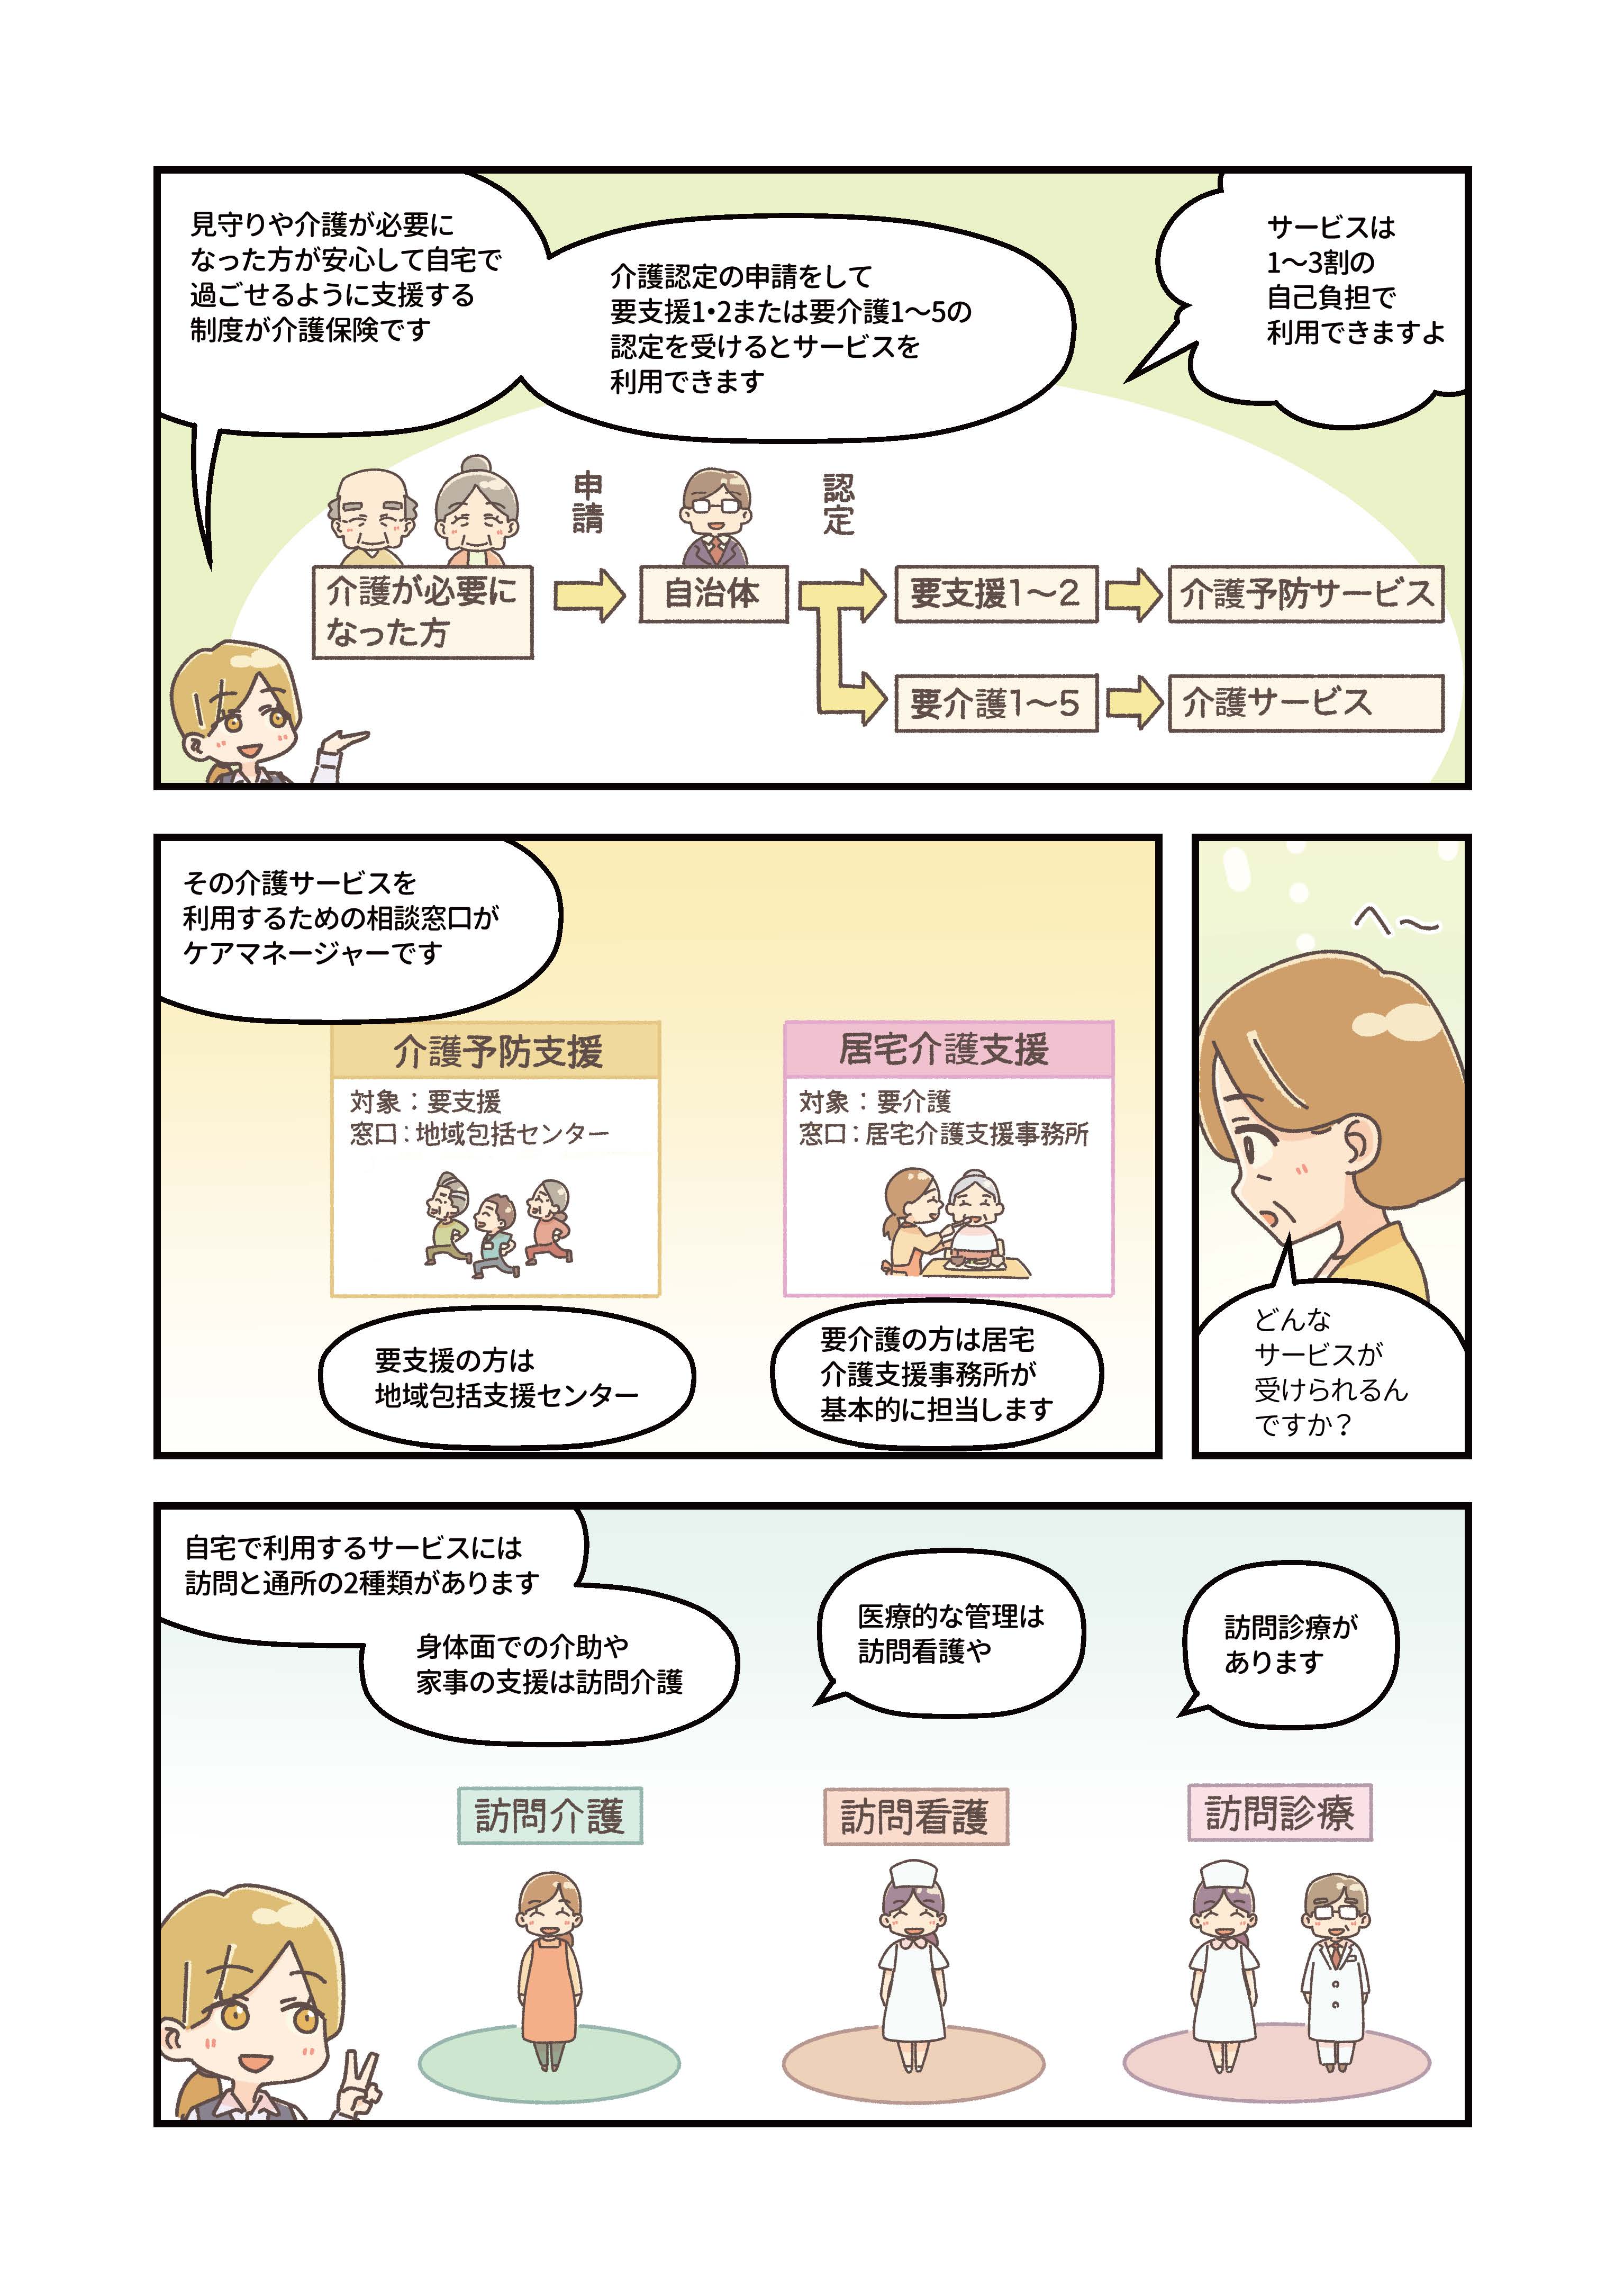 見守りや介護が必要に
なった方が安心して自宅で
過ごせるように支援する
制度が介護保険です
介護認定の申請をして
要支援1・2または要介護1〜5の
認定を受けるとサービスを
利用できます
サービスは
1〜3割の
自己負担で
利用できますよ
申請
認定
介護が必要に
なった方
自治体
要支援1〜2
介護予防サービス
要介護1〜5
介護サービス
その介護サービスを
利用するための相談窓口が
ケアマネージャーです
介護予防支援
対象：要支援
窓口：地域包括センター
居宅介護支援
対象：要介護
窓口：居宅介護支援事務所
要支援の方は
地域包括支援センター
要介護の方は居宅
介護支援事務所が
基本的に担当します
へ〜
どんな
サービスが
受けられるん
ですか？
自宅で利用するサービスには
訪問と通所の2種類があります
身体面での介助や
家事の支援は訪問介護
医療的な管理は
訪問看護や
訪問診療が
あります
訪問介護
訪問看護
訪問診療